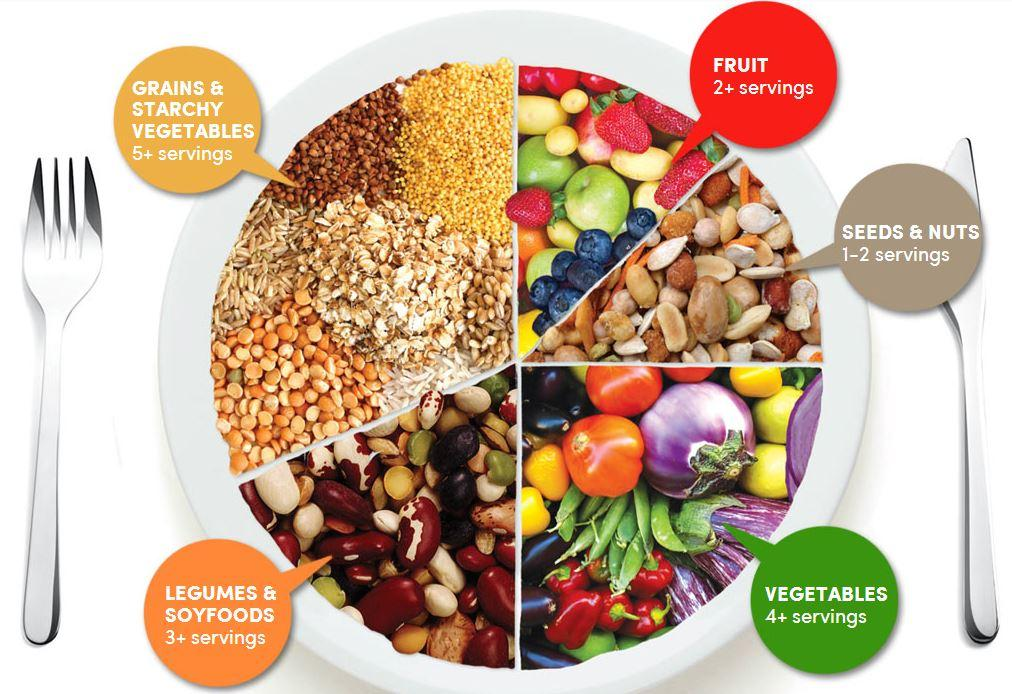 GRAINS &
STARCHY
VEGETABLES
5+ servings
FRUIT
2+ servings
SEEDS & NUTS
1-2 servings
LEGUMES &
SOYFOODS
3+ servings
VEGETABLES
4+ servings